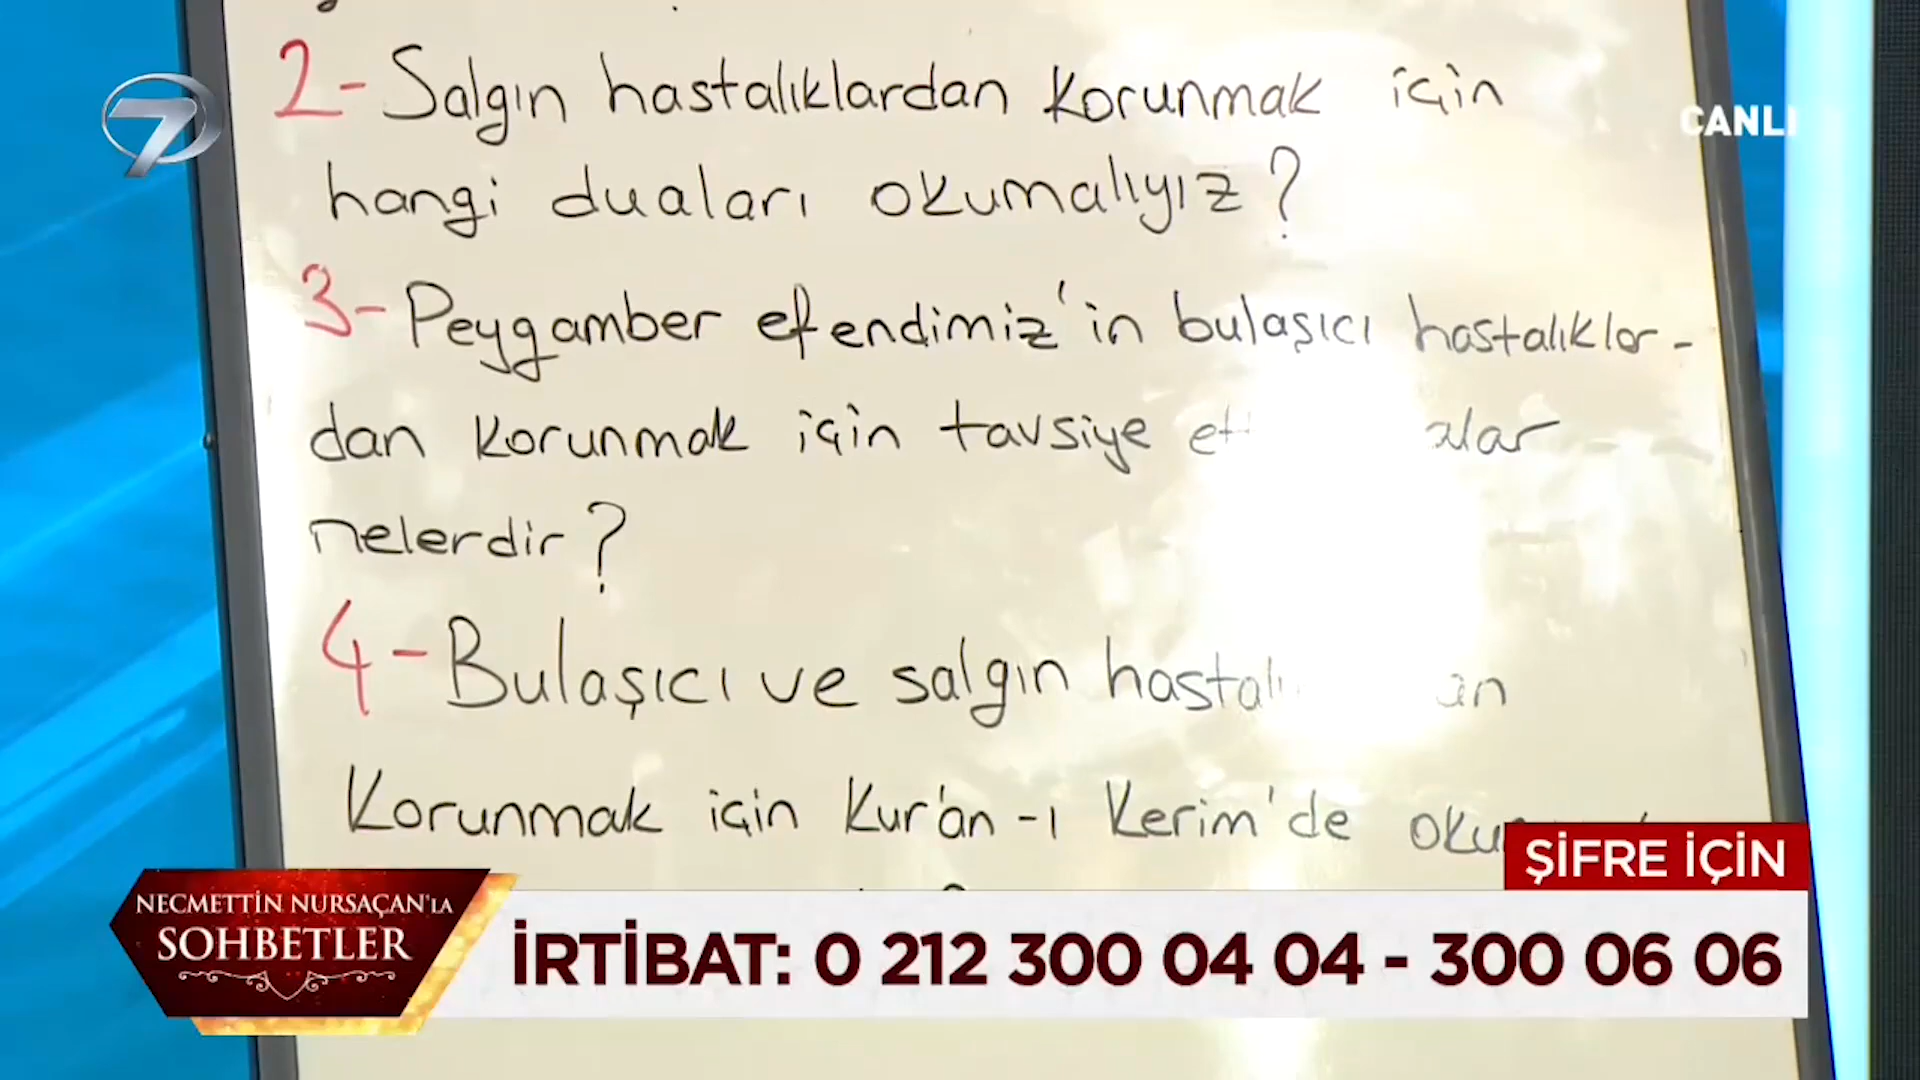 2- Salgın hastalıklardan korunmak için
hangi duaları okumalıyız?
3- Peygamber efendimiz'in bulaşıcı hastalıklar-
dan korunmak için tavsiye
nelerdir?
4- Bulaşıcı ve salgın
Korunmak için Kur'ân-ı Kerim'de
7
CANLI
ŞİFRE İÇİN
NECMETTİN NURSAÇAN'LA
SOHBETLER
İRTİBAT: 0 212 300 04 04 - 300 06 06